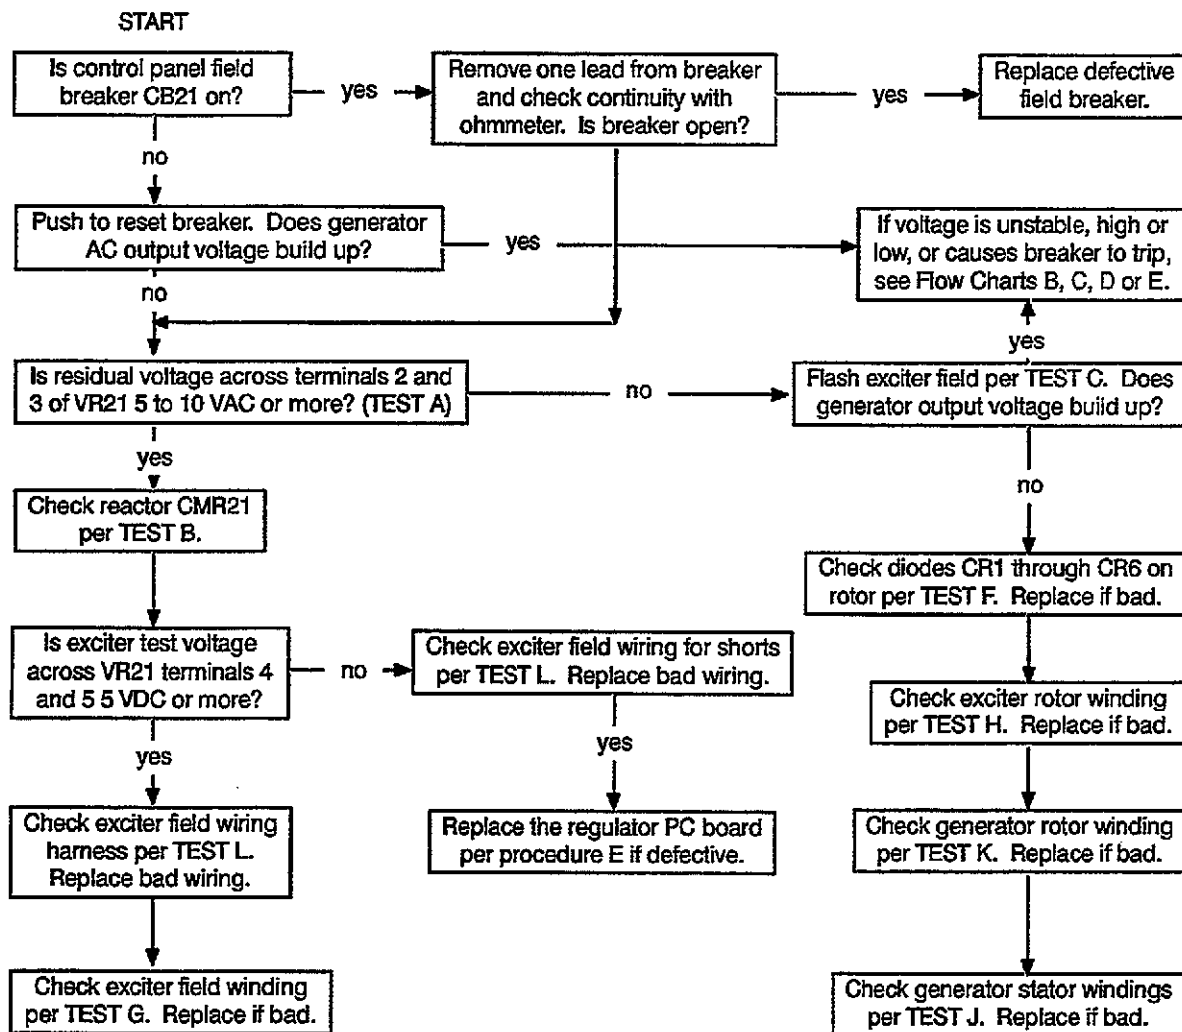 START
Is control panel field
breaker CB21 on?
yes
Remove one lead from breaker
and check continuity with
ohmmeter. Is breaker open?
yes
Replace defective
field breaker.
no
Push to reset breaker. Does generator
AC output voltage build up?
yes
If voltage is unstable, high or
low, or causes breaker to trip,
see Flow Charts B, C, D or E.
no
yes
Is residual voltage across terminals 2 and
3 of VR21 5 to 10 VAC or more? (TEST A)
no
Flash exciter field per TEST C. Does
generator output voltage build up?
yes
no
Check reactor CMR21
per TEST B.
Check diodes CR1 through CR6 on
rotor per TEST F. Replace if bad.
Is exciter test voltage
across VR21 terminals 4
and 5 5 VDC or more?
no
Check exciter field wiring for shorts
per TEST L. Replace bad wiring.
Check exciter rotor winding
per TEST H. Replace if bad.
yes
yes
Check exciter field wiring
harness per TEST L.
Replace bad wiring.
Replace the regulator PC board
per procedure E if defective.
Check generator rotor winding
per TEST K. Replace if bad.
Check exciter field winding
per TEST G. Replace if bad.
Check generator stator windings
per TEST J. Replace if bad.